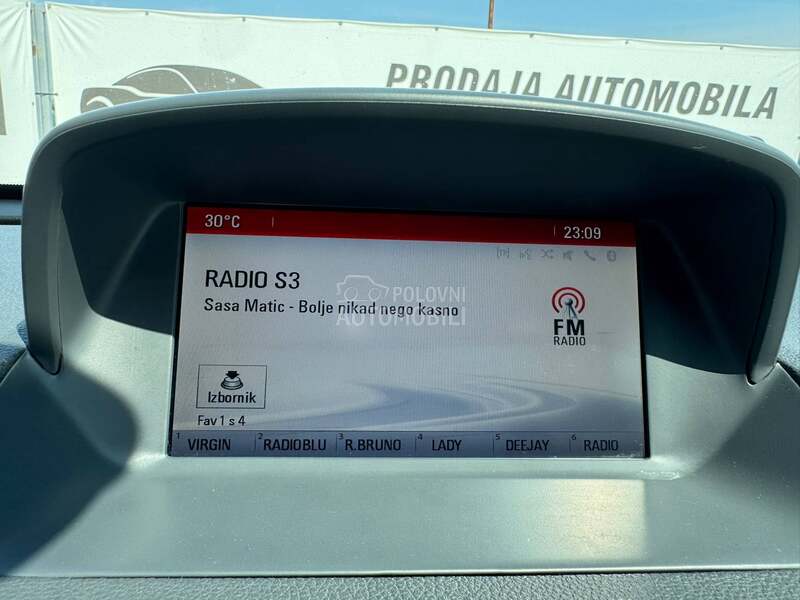 PRODAJA AUTOMOBILA
30°C
23:09
RADIO S3
Sasa Matic - Bolje nikad nego kasno
POLOVNI
AUTOMOBILI
FM
RADIO
Izbornik
Fav 1 s 4
1 VIRGIN 2 RADIOBLU 3 R.BRUNO 4 LADY 5 DEEJAY 6 RADIO